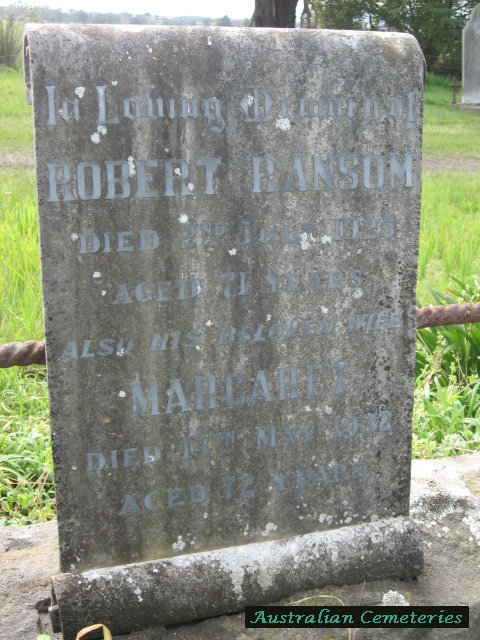 In Loving Memory of
ROBERT RANSOM
DIED 2ND JULY 1925
AGED 71 YEARS
ALSO HIS BELOVED WIFE
MARGARET
DIED 13TH MAY 1932
AGED 72 YEARS
Australian Cemeteries